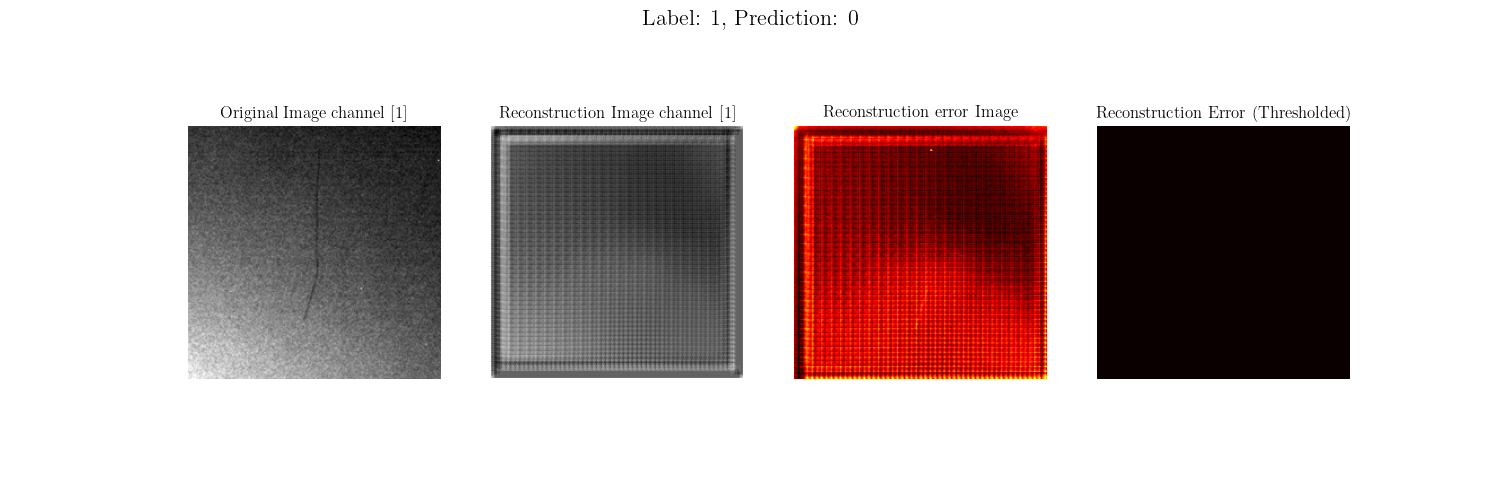 Label: 1, Prediction: 0
Original Image channel [1]
Reconstruction Image channel [1]
Reconstruction error Image
Reconstruction Error (Thresholded)